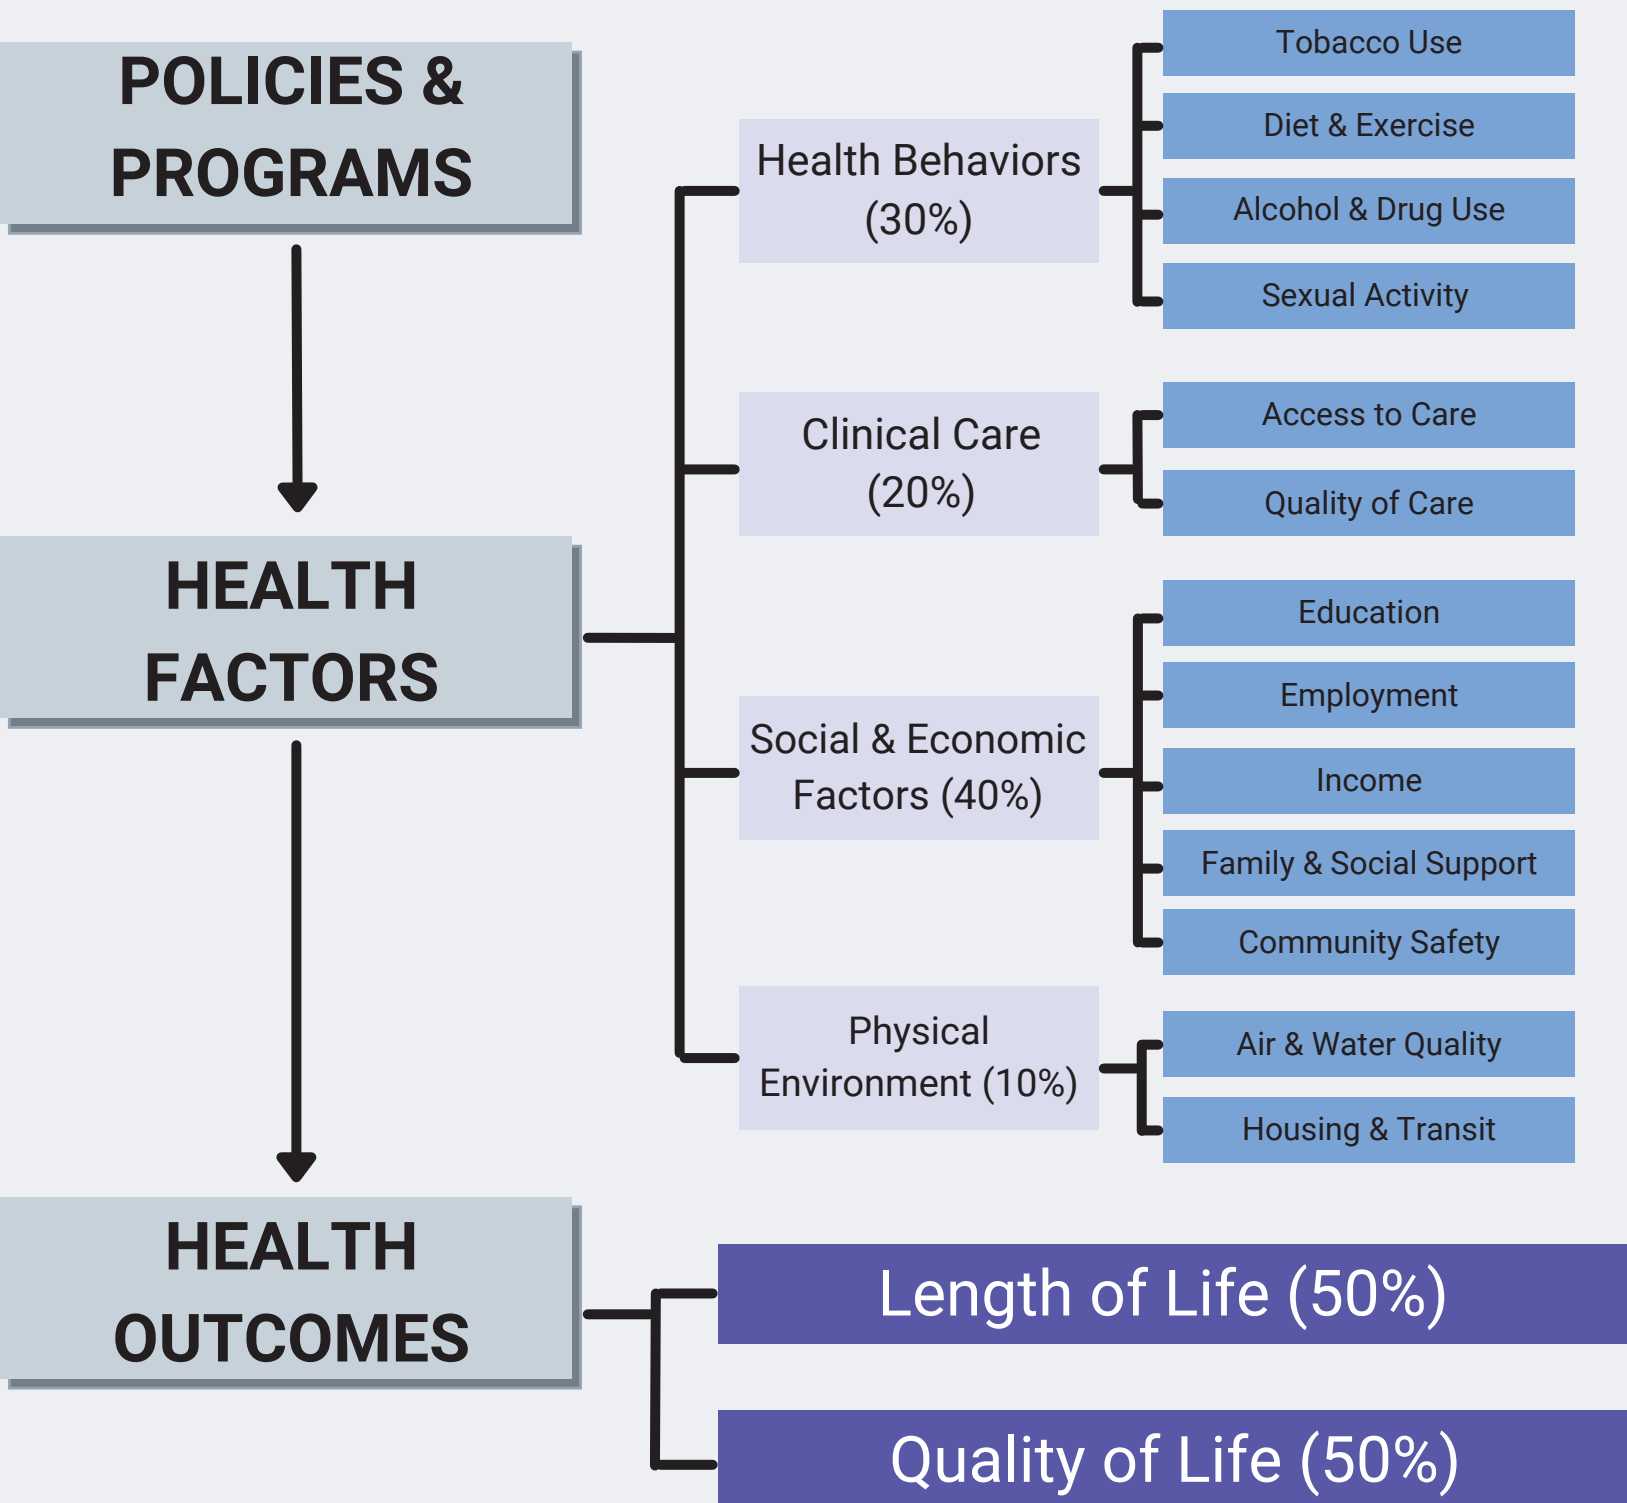 POLICIES &
PROGRAMS
HEALTH
FACTORS
Health Behaviors
(30%)
Tobacco Use
Diet & Exercise
Alcohol & Drug Use
Sexual Activity
Clinical Care
(20%)
Access to Care
Quality of Care
Social & Economic
Factors (40%)
Education
Employment
Income
Family & Social Support
Community Safety
Physical
Environment (10%)
Air & Water Quality
Housing & Transit
HEALTH
OUTCOMES
Length of Life (50%)
Quality of Life (50%)